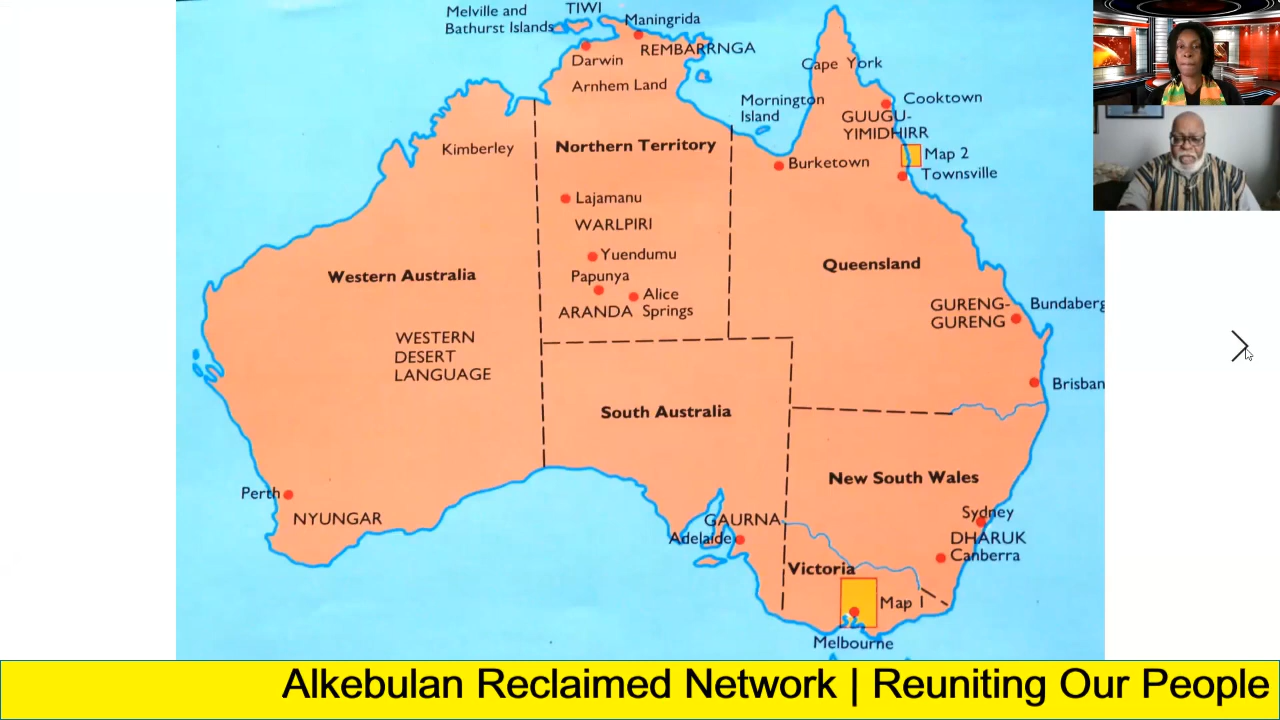 Melville and
Bathurst Islands
TIWI
Maningrida
REMBARRNGA
Darwin
Arnhem Land
Cape York
Mornington
Island
Cooktown
GUUGU-
YIMIDHIRR
Kimberley
Northern Territory
Burketown
Map 2
Townsville
Lajamanu
WARLPIRI
Yuendumu
Papunya
Alice
Springs
ARANDA
Western Australia
Queensland
GURENG-
GURENG
Bundaberg
WESTERN
DESERT
LANGUAGE
Brisban
South Australia
New South Wales
Perth
NYUNGAR
GAURNA
Adelaide
Sydney
DHARUK
Canberra
Victoria
Map 1
Melbourne
Alkebulan Reclaimed Network | Reuniting Our People